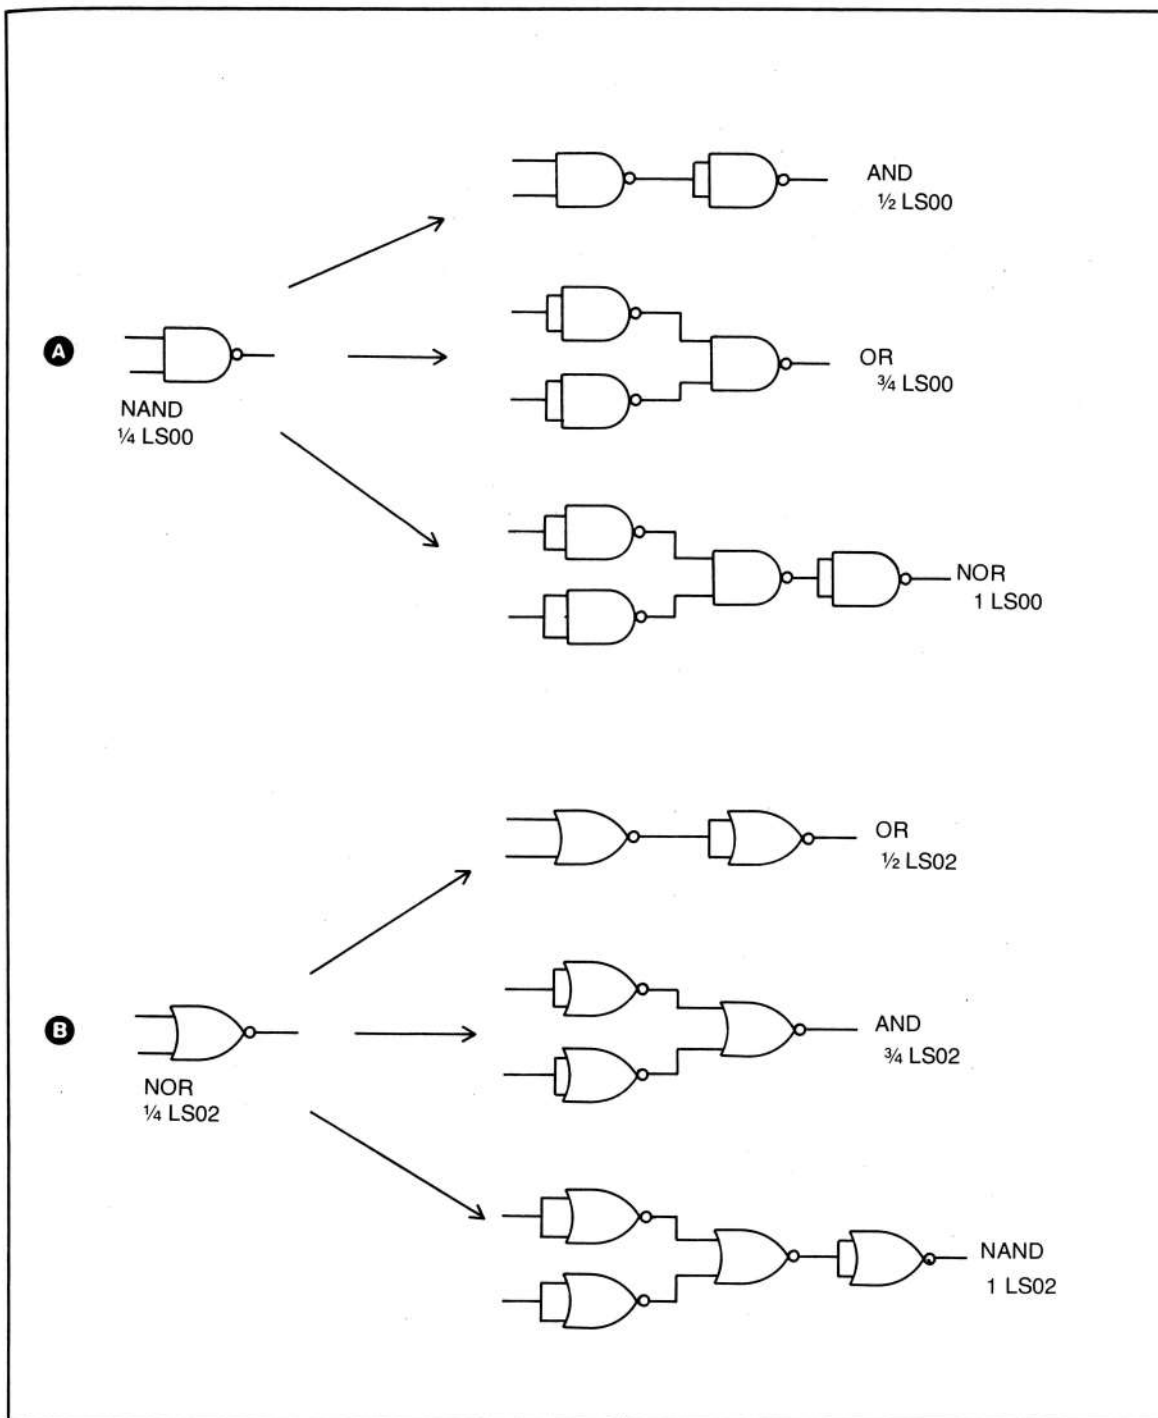 AND
½ LS00
A
OR
¾ LS00
NAND
¼ LS00
NOR
1 LS00
OR
½ LS02
B
AND
¾ LS02
NOR
¼ LS02
NAND
1 LS02